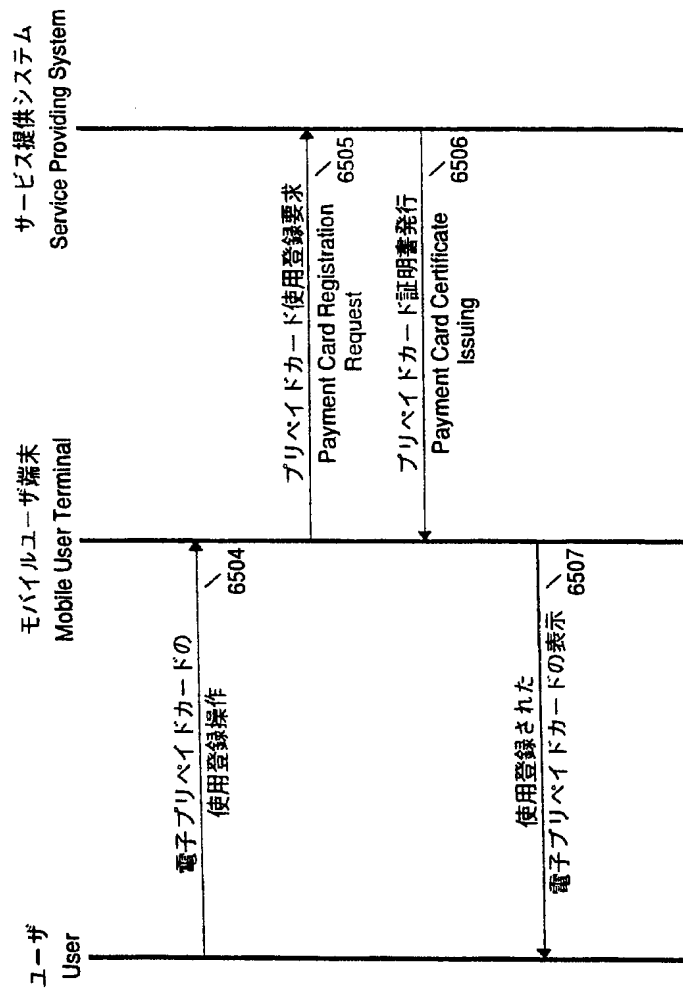 ユーザ
User
モバイルユーザ端末
Mobile User Terminal
サービス提供システム
Service Providing System
電子プリペイドカードの
使用登録操作
6504
プリペイドカード使用登録要求
6505
Payment Card Registration
Request
プリペイドカード証明書発行
6506
Payment Card Certificate
Issuing
使用登録された
6507
電子プリペイドカードの表示